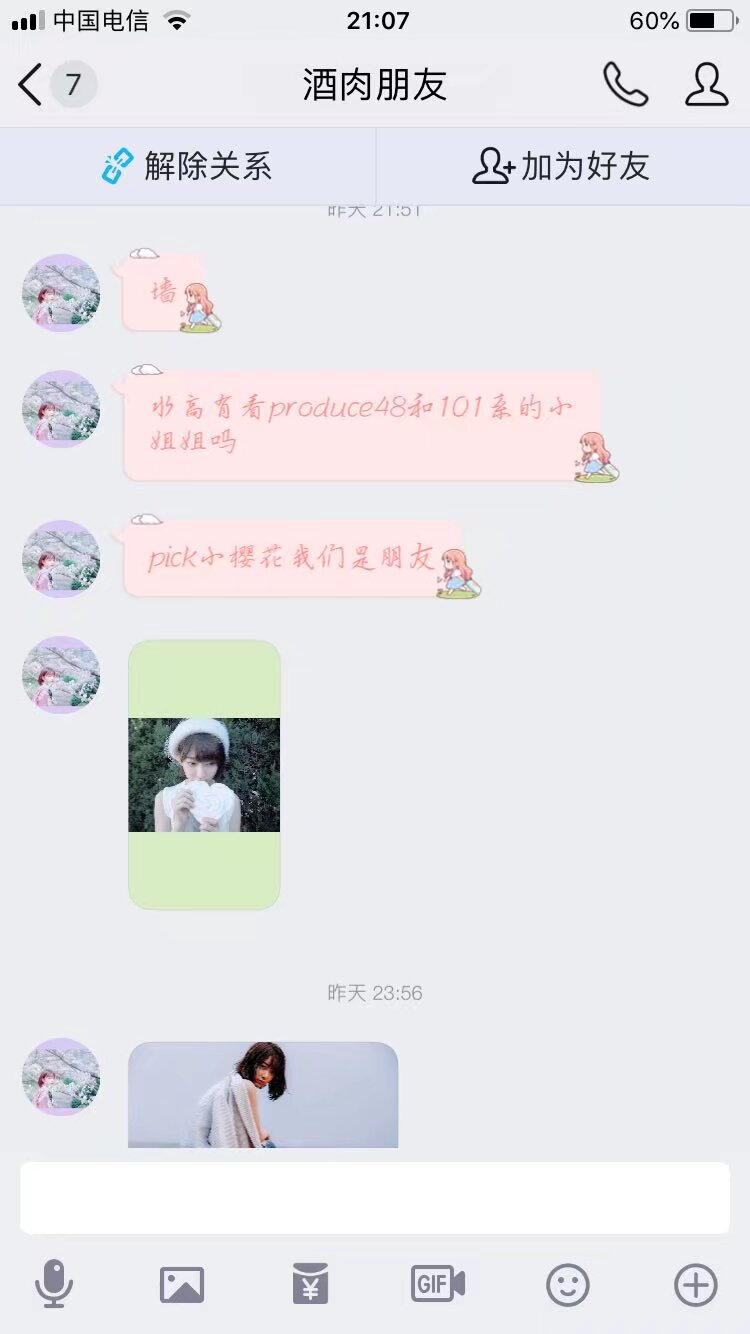 中国电信
21:07
60%
7
酒肉朋友
解除关系
加为好友
昨天 21:51
墙
水高有看produce48和101系的小
姐姐吗
pick小樱花我们是朋友
昨天 23:56
GIF